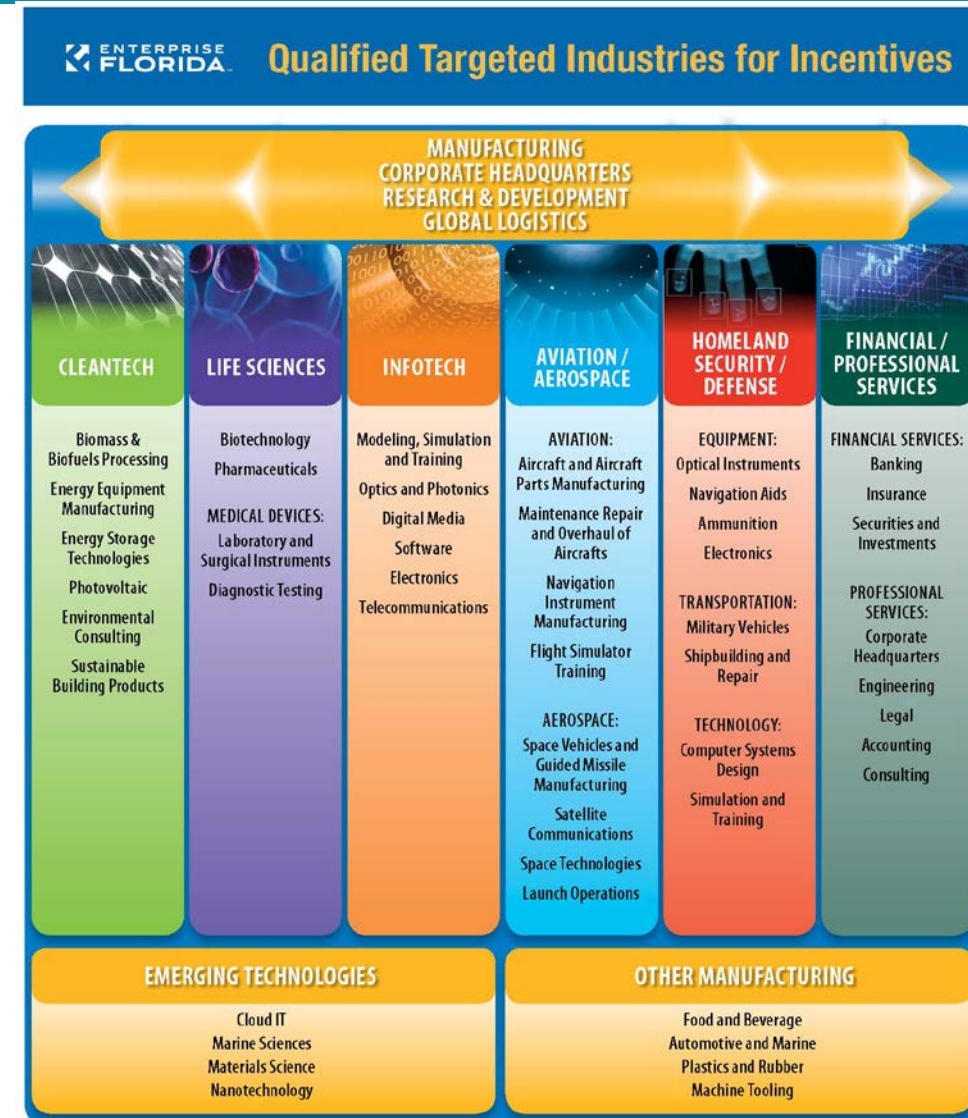 ENTERPRISE
FLORIDA
Qualified Targeted Industries for Incentives
MANUFACTURING
CORPORATE HEADQUARTERS
RESEARCH & DEVELOPMENT
GLOBAL LOGISTICS
CLEANTECH
Biomass &
Biofuels Processing
Energy Equipment
Manufacturing
Energy Storage
Technologies
Photovoltaic
Environmental
Consulting
Sustainable
Building Products
LIFE SCIENCES
Biotechnology
Pharmaceuticals
MEDICAL DEVICES:
Laboratory and
Surgical Instruments
Diagnostic Testing
INFOTECH
Modeling, Simulation
and Training
Optics and Photonics
Digital Media
Software
Electronics
Telecommunications
AVIATION /
AEROSPACE
AVIATION:
Aircraft and Aircraft
Parts Manufacturing
Maintenance Repair
and Overhaul of
Aircrafts
Navigation
Instrument
Manufacturing
Flight Simulator
Training
AEROSPACE:
Space Vehicles and
Guided Missile
Manufacturing
Satellite
Communications
Space Technologies
Launch Operations
HOMELAND
SECURITY /
DEFENSE
EQUIPMENT:
Optical Instruments
Navigation Aids
Ammunition
Electronics
TRANSPORTATION:
Military Vehicles
Shipbuilding and
Repair
TECHNOLOGY:
Computer Systems
Design
Simulation and
Training
FINANCIAL /
PROFESSIONAL
SERVICES
FINANCIAL SERVICES:
Banking
Insurance
Securities and
Investments
PROFESSIONAL
SERVICES:
Corporate
Headquarters
Engineering
Legal
Accounting
Consulting
EMERGING TECHNOLOGIES
Cloud IT
Marine Sciences
Materials Science
Nanotechnology
OTHER MANUFACTURING
Food and Beverage
Automotive and Marine
Plastics and Rubber
Machine Tooling